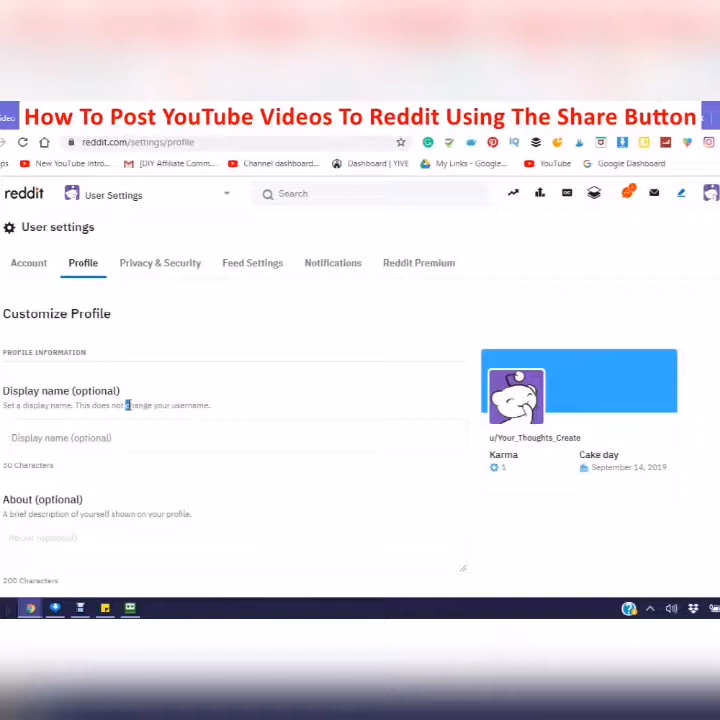 How To Post YouTube Videos To Reddit Using The Share Button
reddit.com/settings/profile
New YouTube Intro...
[DIY Affiliate Comm...
Channel dashboard...
Dashboard | YIVE
My Links - Google...
YouTube
Google Dashboard
reddit
User Settings
Search
User settings
Account
Profile
Privacy & Security
Feed Settings
Notifications
Reddit Premium
Customize Profile
PROFILE INFORMATION
Display name (optional)
Set a display name. This does not change your username.
Display name (optional)
30 Characters
About (optional)
A brief description of yourself shown on your profile.
About (optional)
200 Characters
u/Your_Thoughts_Create
Karma
1
Cake day
September 14, 2019